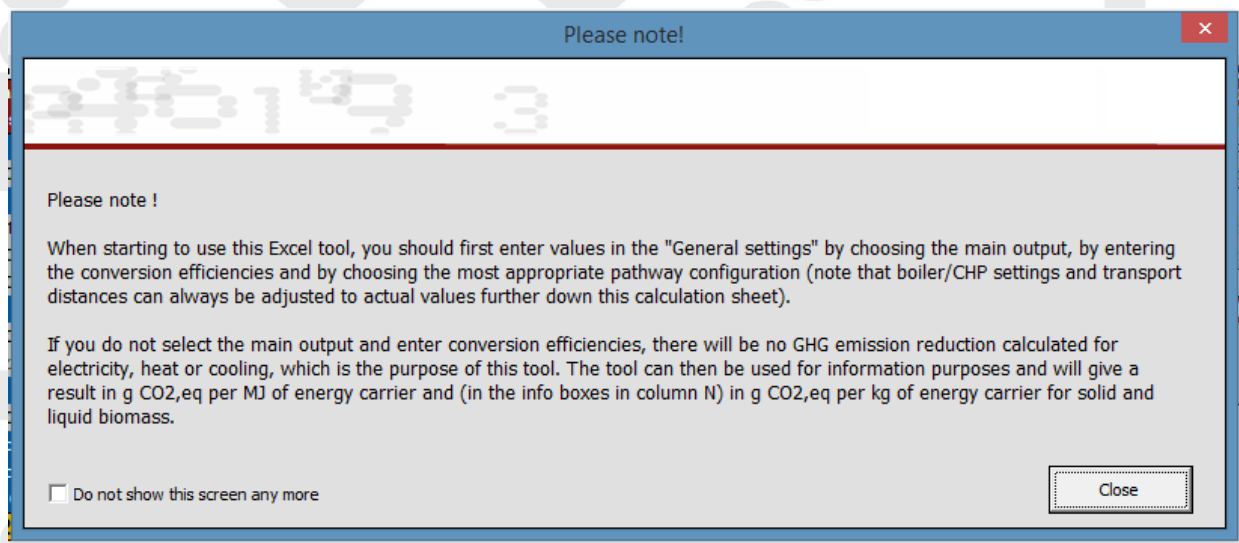 Please note!
Please note !
When starting to use this Excel tool, you should first enter values in the "General settings" by choosing the main output, by entering
the conversion efficiencies and by choosing the most appropriate pathway configuration (note that boiler/CHP settings and transport
distances can always be adjusted to actual values further down this calculation sheet).
If you do not select the main output and enter conversion efficiencies, there will be no GHG emission reduction calculated for
electricity, heat or cooling, which is the purpose of this tool. The tool can then be used for information purposes and will give a
result in g CO2,eq per MJ of energy carrier and (in the info boxes in column N) in g CO2,eq per kg of energy carrier for solid and
liquid biomass.
Do not show this screen any more
Close